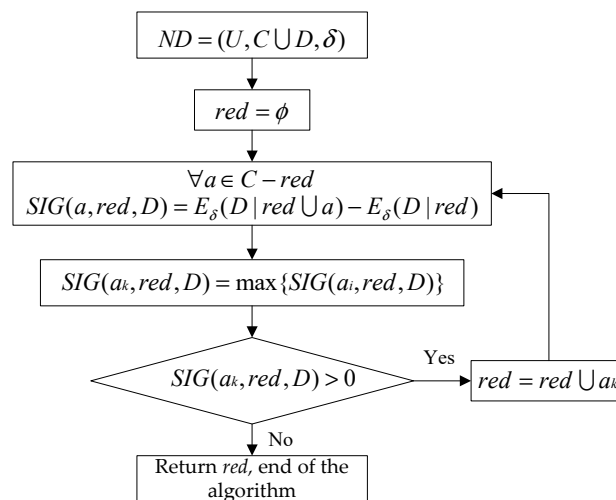 ND = (U, C ⋃ D, δ)
red = ϕ
∀a ∈ C − red
SIG(a, red, D) = E_δ(D | red ⋃ a) − E_δ(D | red)
SIG(a_k, red, D) = max{SIG(a_i, red, D)}
SIG(a_k, red, D) > 0
Yes
red = red ⋃ a_k
No
Return red, end of the
algorithm